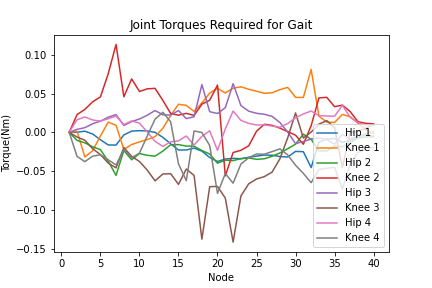 Joint Torques Required for Gait
Torque(Nm)
0.10
0.05
0.00
−0.05
−0.10
−0.15
0
5
10
15
20
25
30
35
40
Node
Hip 1
Knee 1
Hip 2
Knee 2
Hip 3
Knee 3
Hip 4
Knee 4